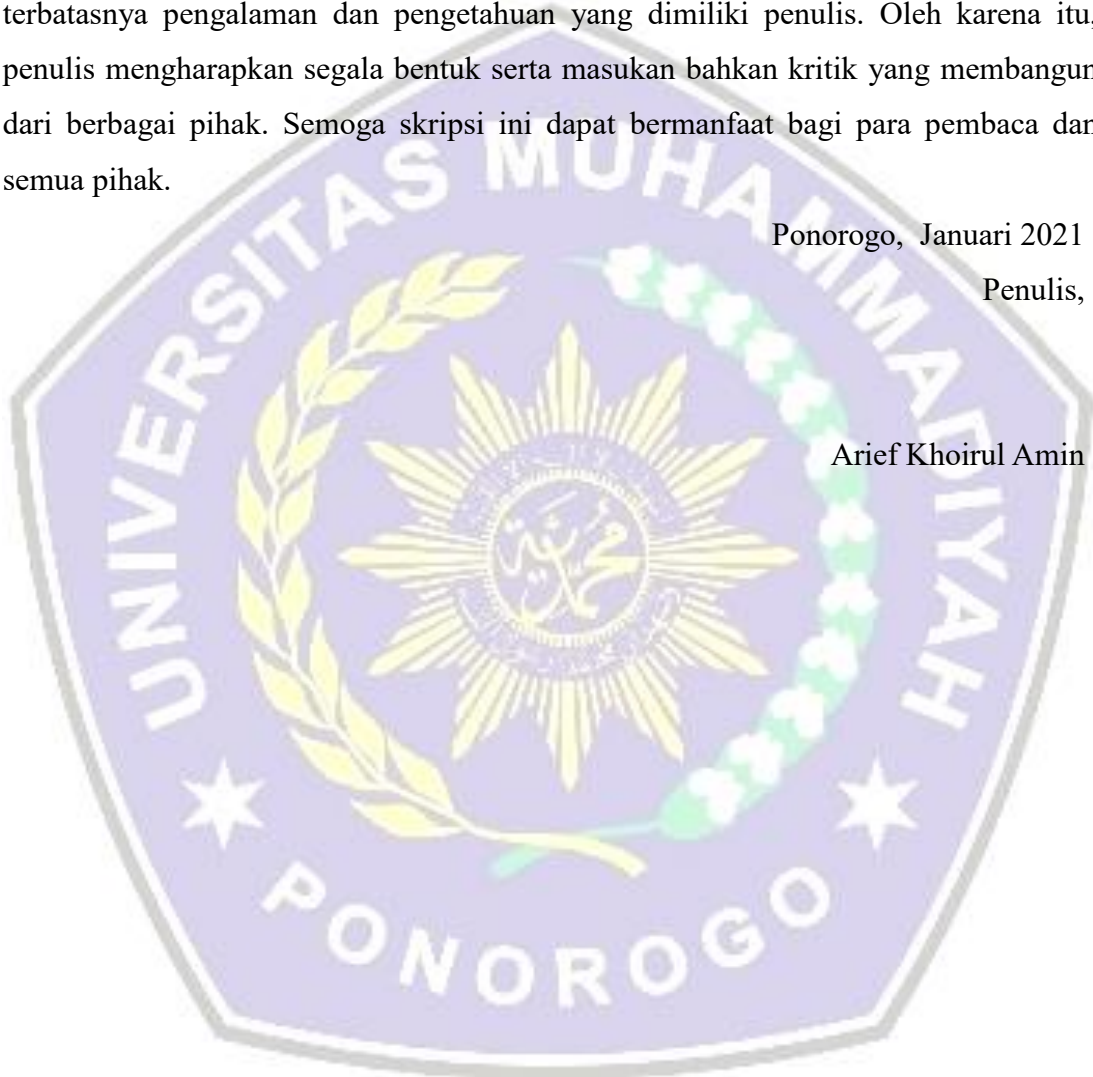 terbatasnya pengalaman dan pengetahuan yang dimiliki penulis. Oleh karena itu,
penulis mengharapkan segala bentuk serta masukan bahkan kritik yang membangun
dari berbagai pihak. Semoga skripsi ini dapat bermanfaat bagi para pembaca dan
semua pihak.
Ponorogo, Januari 2021
Penulis,
Arief Khoirul Amin
UNIVERSITAS MUHAMMADIYAH
PONOROGO
محمدية